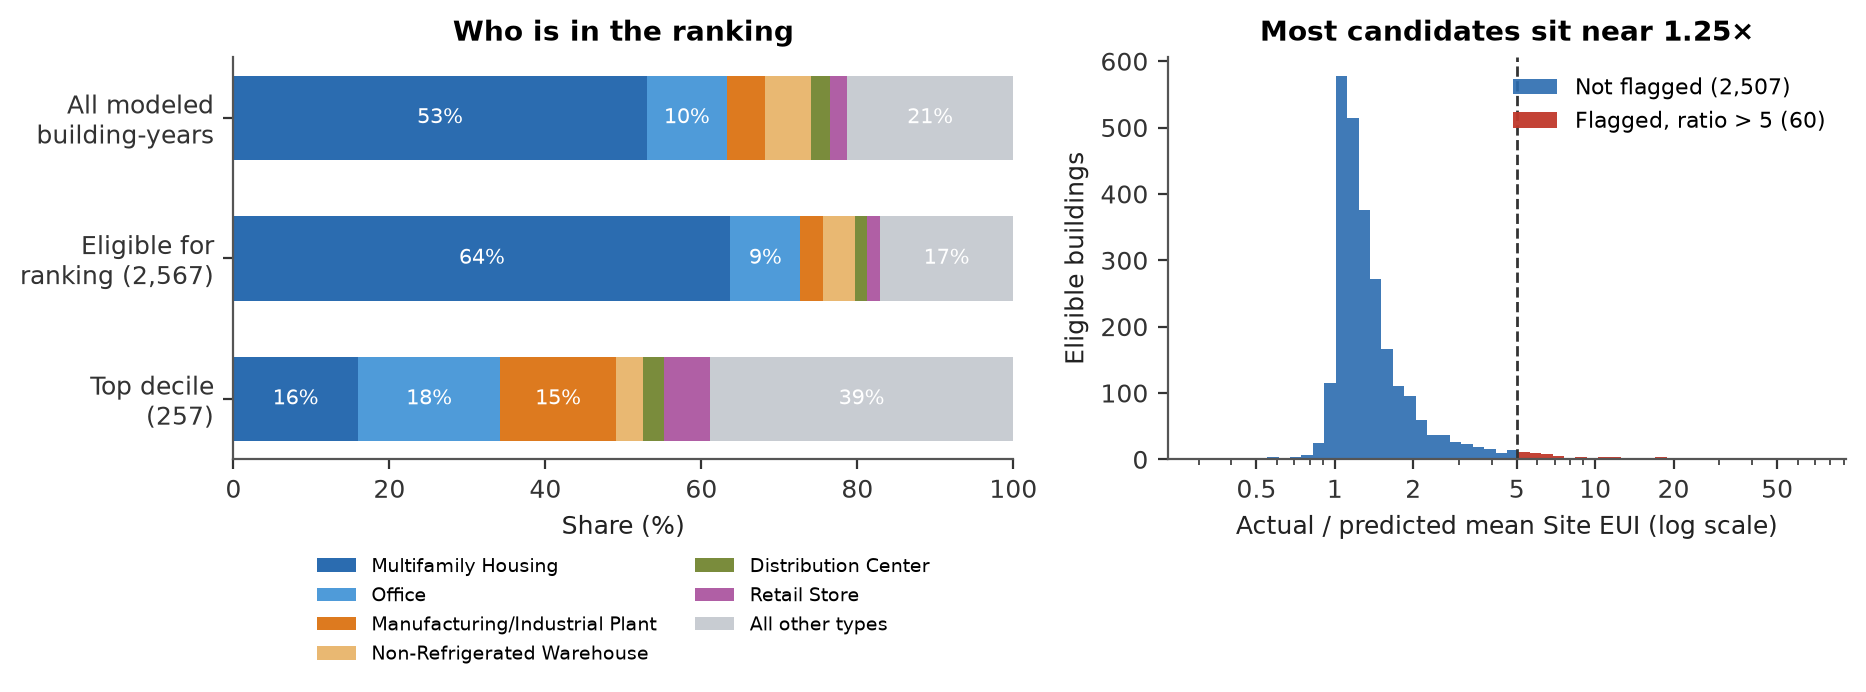 Who is in the ranking
All modeled
building-years
53%
10%
21%
Eligible for
ranking (2,567)
64%
9%
17%
Top decile
(257)
16%
18%
15%
39%
0
20
40
60
80
100
Share (%)
Multifamily Housing
Office
Manufacturing/Industrial Plant
Non-Refrigerated Warehouse
Distribution Center
Retail Store
All other types
Most candidates sit near 1.25×
Eligible buildings
600
500
400
300
200
100
0
Not flagged (2,507)
Flagged, ratio > 5 (60)
0.5
1
2
5
10
20
50
Actual / predicted mean Site EUI (log scale)